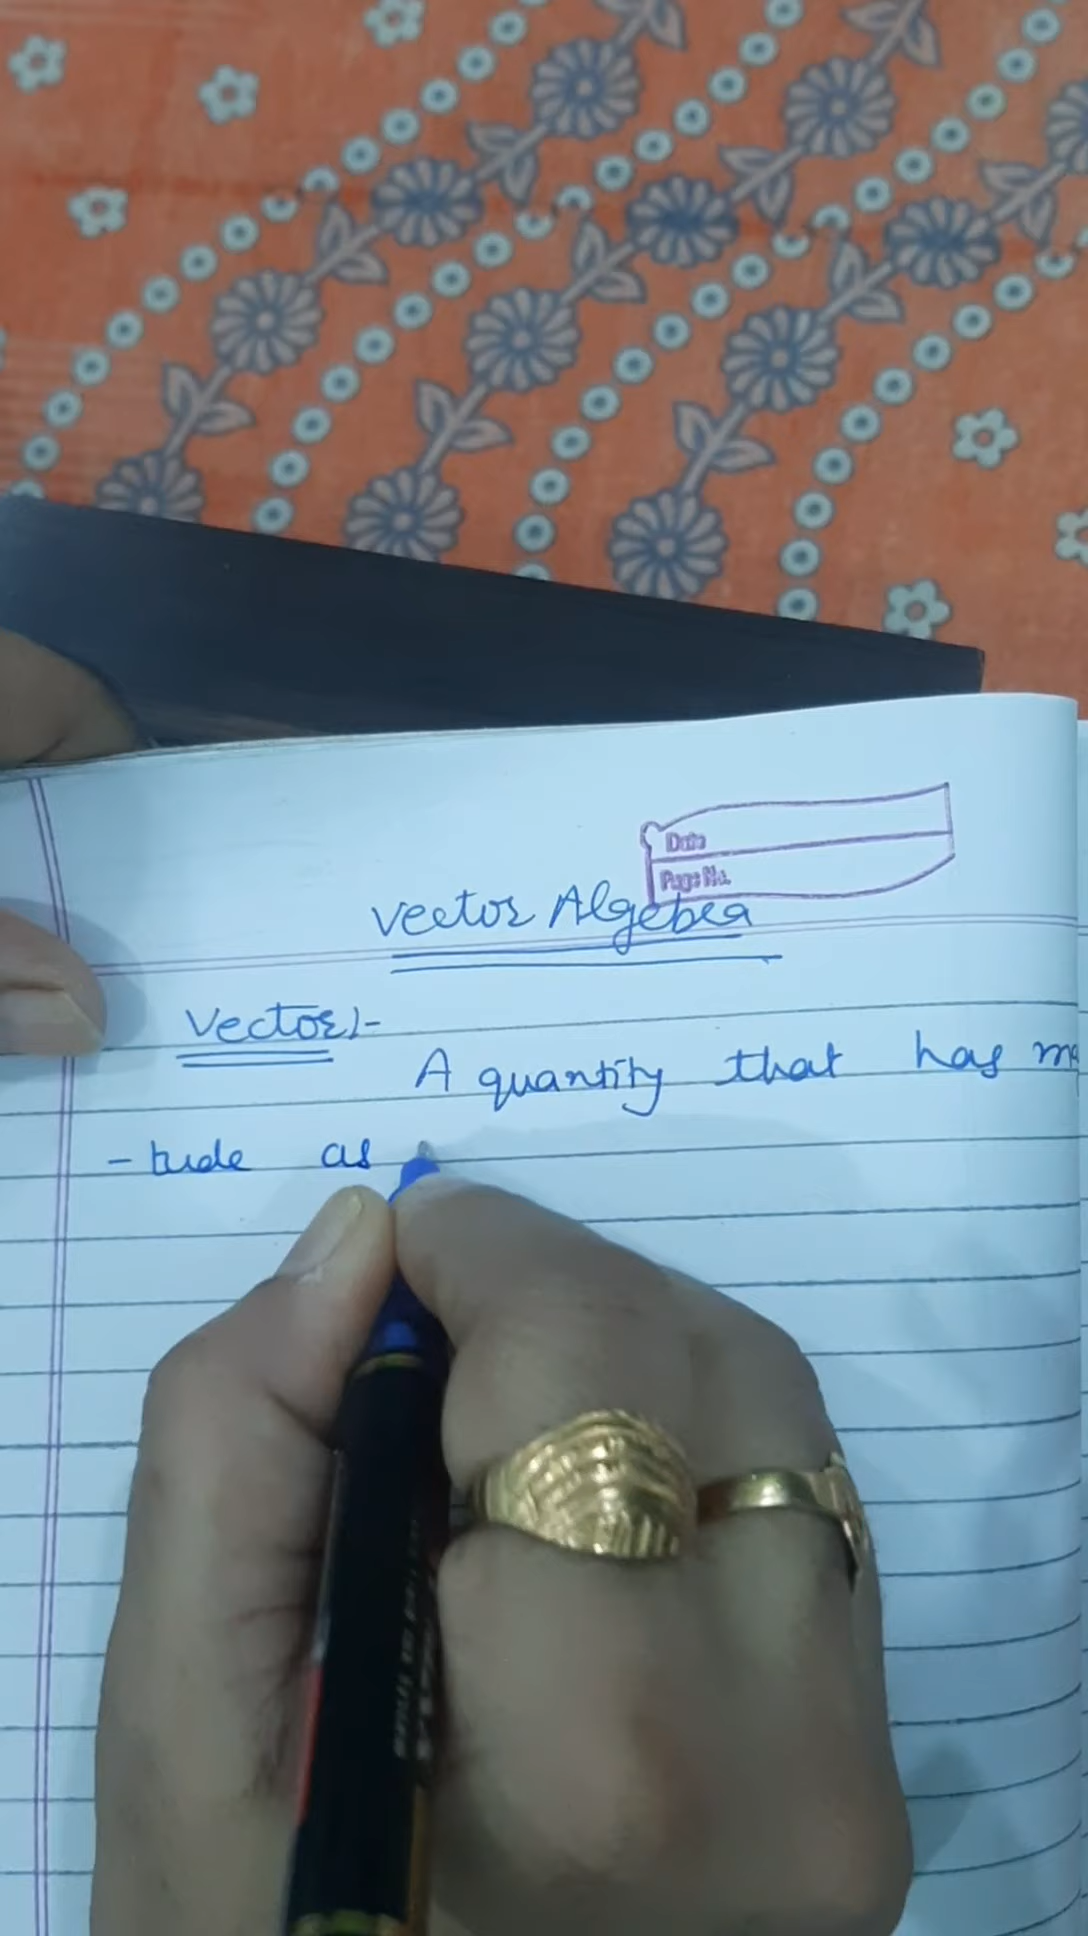 Date
Page No.
Vector Algebra
Vector:-
A quantity that has ma
-tude as